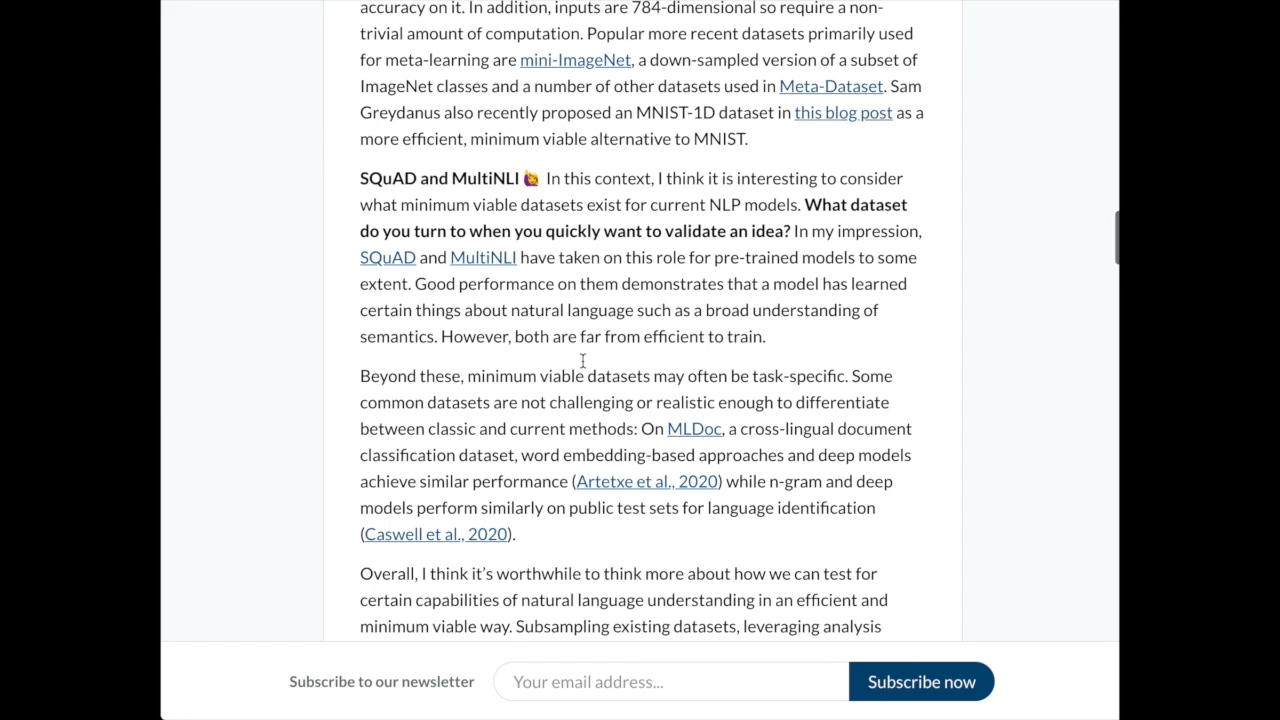 accuracy on it. In addition, inputs are 784-dimensional so require a non-
trivial amount of computation. Popular more recent datasets primarily used
for meta-learning are mini-ImageNet, a down-sampled version of a subset of
ImageNet classes and a number of other datasets used in Meta-Dataset. Sam
Greydanus also recently proposed an MNIST-1D dataset in this blog post as a
more efficient, minimum viable alternative to MNIST.
SQuAD and MultiNLI 🙋 In this context, I think it is interesting to consider
what minimum viable datasets exist for current NLP models. What dataset
do you turn to when you quickly want to validate an idea? In my impression,
SQuAD and MultiNLI have taken on this role for pre-trained models to some
extent. Good performance on them demonstrates that a model has learned
certain things about natural language such as a broad understanding of
semantics. However, both are far from efficient to train.
Beyond these, minimum viable datasets may often be task-specific. Some
common datasets are not challenging or realistic enough to differentiate
between classic and current methods: On MLDoc, a cross-lingual document
classification dataset, word embedding-based approaches and deep models
achieve similar performance (Artetxe et al., 2020) while n-gram and deep
models perform similarly on public test sets for language identification
(Caswell et al., 2020).
Overall, I think it's worthwhile to think more about how we can test for
certain capabilities of natural language understanding in an efficient and
minimum viable way. Subsampling existing datasets, leveraging analysis
Subscribe to our newsletter
Your email address...
Subscribe now